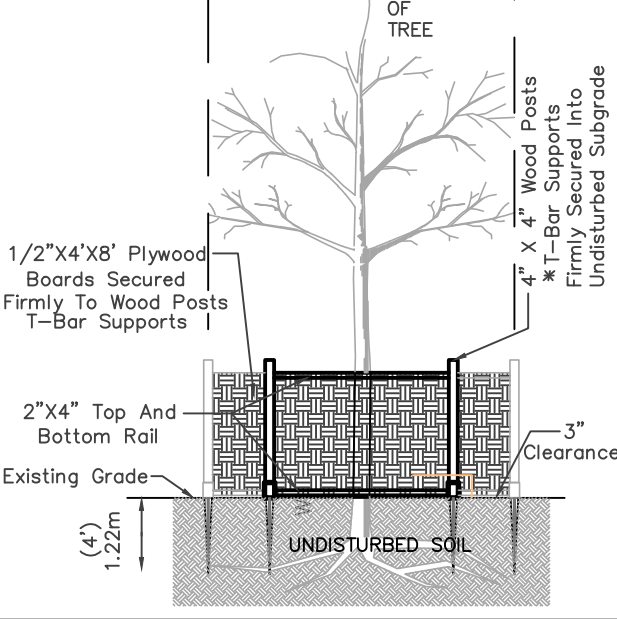 OF
TREE
4" X 4" Wood Posts
*T-Bar Supports
Firmly Secured Into
Undisturbed Subgrade
1/2"X4'X8' Plywood
Boards Secured
Firmly To Wood Posts
T-Bar Supports
2"X4" Top And
Bottom Rail
3"
Clearance
Existing Grade
(4')
1.22m
UNDISTURBED SOIL